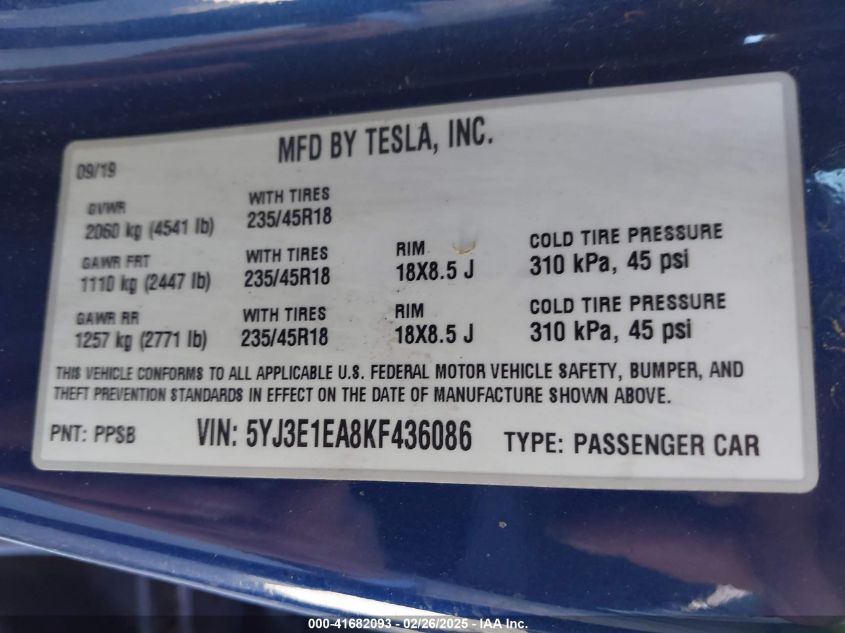 MFD BY TESLA, INC.
09/19
GVWR WITH TIRES
2060 kg (4541 lb) 235/45R18
GAWR FRT WITH TIRES RIM COLD TIRE PRESSURE
1110 kg (2447 lb) 235/45R18 18X8.5 J 310 kPa, 45 psi
GAWR RR WITH TIRES RIM COLD TIRE PRESSURE
1257 kg (2771 lb) 235/45R18 18X8.5 J 310 kPa, 45 psi
THIS VEHICLE CONFORMS TO ALL APPLICABLE U.S. FEDERAL MOTOR VEHICLE SAFETY, BUMPER, AND
THEFT PREVENTION STANDARDS IN EFFECT ON THE DATE OF MANUFACTURE SHOWN ABOVE.
PNT: PPSB VIN: 5YJ3E1EA8KF436086 TYPE: PASSENGER CAR
000-41682093 - 02/26/2025 - IAA Inc.